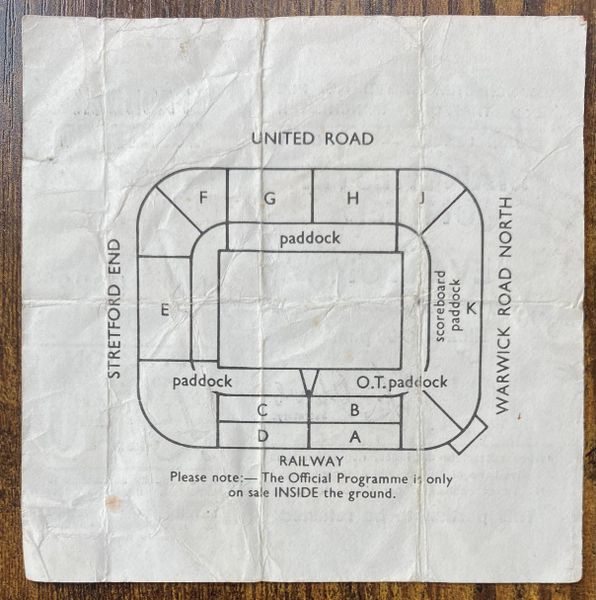 UNITED ROAD
F
G
H
J
paddock
STRETFORD END
E
scoreboard
paddock
K
WARWICK ROAD NORTH
paddock
O.T. paddock
C
B
D
A
RAILWAY
Please note:— The Official Programme is only
on sale INSIDE the ground.